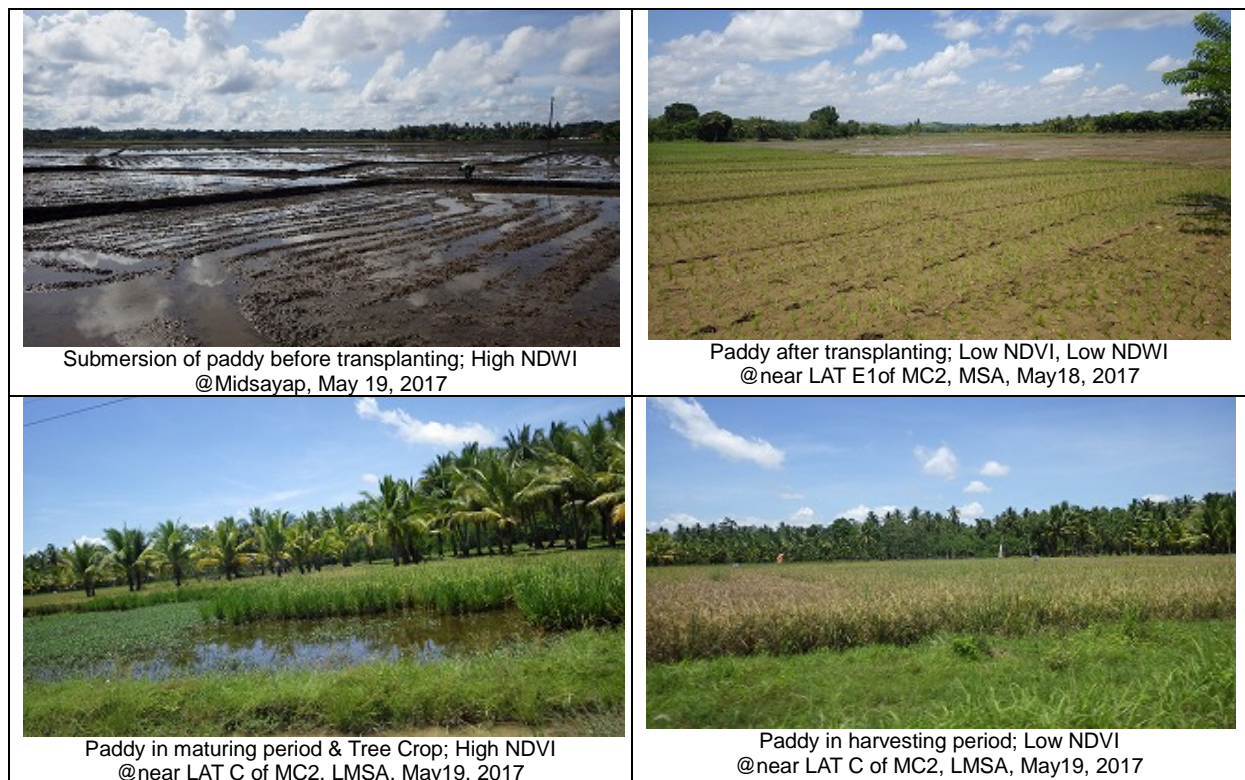 Submersion of paddy before transplanting; High NDWI
@Midsayap, May 19, 2017
Paddy after transplanting; Low NDVI, Low NDWI
@near LAT E1of MC2, MSA, May18, 2017
Paddy in maturing period & Tree Crop; High NDVI
@near LAT C of MC2, LMSA, May19, 2017
Paddy in harvesting period; Low NDVI
@near LAT C of MC2, LMSA, May19, 2017